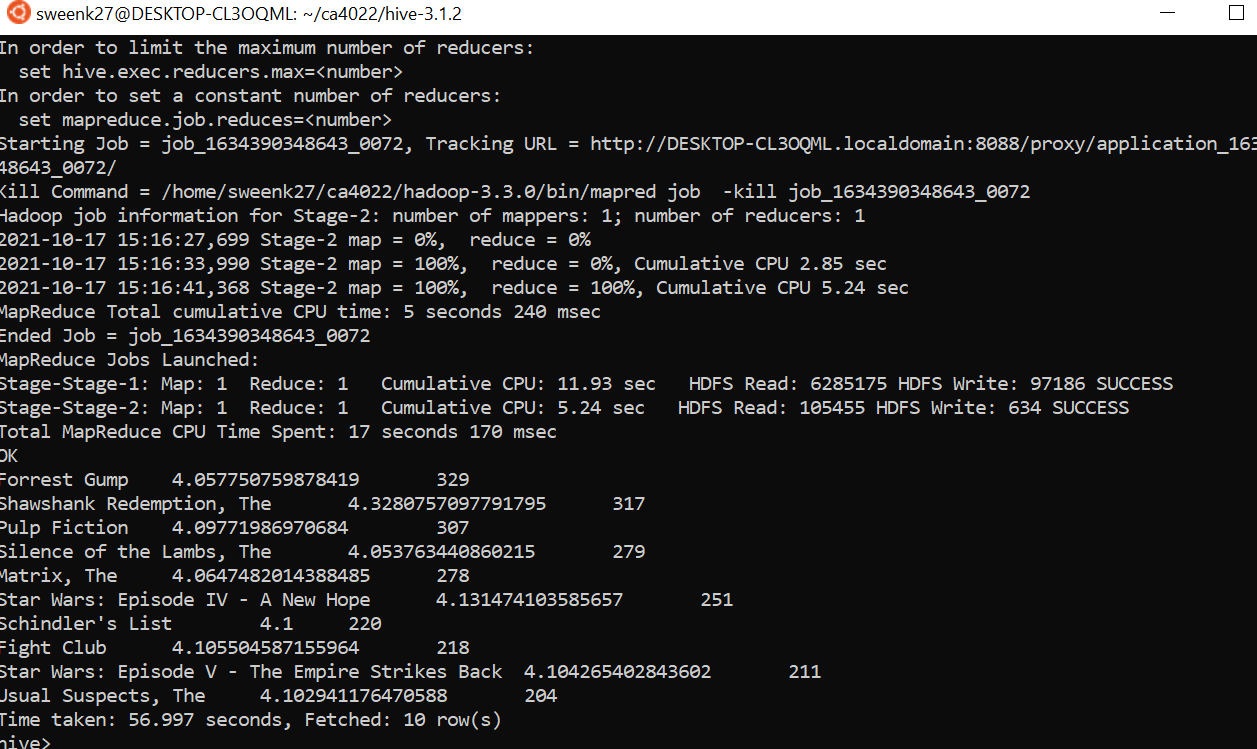 sweenk27@DESKTOP-CL3OQML: ~/ca4022/hive-3.1.2
In order to limit the maximum number of reducers:
  set hive.exec.reducers.max=<number>
In order to set a constant number of reducers:
  set mapreduce.job.reduces=<number>
Starting Job = job_1634390348643_0072, Tracking URL = http://DESKTOP-CL3OQML.localdomain:8088/proxy/application_163
48643_0072/
Kill Command = /home/sweenk27/ca4022/hadoop-3.3.0/bin/mapred job  -kill job_1634390348643_0072
Hadoop job information for Stage-2: number of mappers: 1; number of reducers: 1
2021-10-17 15:16:27,699 Stage-2 map = 0%,  reduce = 0%
2021-10-17 15:16:33,990 Stage-2 map = 100%,  reduce = 0%, Cumulative CPU 2.85 sec
2021-10-17 15:16:41,368 Stage-2 map = 100%,  reduce = 100%, Cumulative CPU 5.24 sec
MapReduce Total cumulative CPU time: 5 seconds 240 msec
Ended Job = job_1634390348643_0072
MapReduce Jobs Launched:
Stage-Stage-1: Map: 1  Reduce: 1   Cumulative CPU: 11.93 sec   HDFS Read: 6285175 HDFS Write: 97186 SUCCESS
Stage-Stage-2: Map: 1  Reduce: 1   Cumulative CPU: 5.24 sec   HDFS Read: 105455 HDFS Write: 634 SUCCESS
Total MapReduce CPU Time Spent: 17 seconds 170 msec
OK
Forrest Gump    4.057750759878419       329
Shawshank Redemption, The       4.3280757097791795      317
Pulp Fiction    4.09771986970684        307
Silence of the Lambs, The       4.053763440860215       279
Matrix, The     4.0647482014388485      278
Star Wars: Episode IV - A New Hope      4.131474103585657       251
Schindler's List        4.1     220
Fight Club      4.105504587155964       218
Star Wars: Episode V - The Empire Strikes Back  4.104265402843602       211
Usual Suspects, The     4.102941176470588       204
Time taken: 56.997 seconds, Fetched: 10 row(s)
hive>